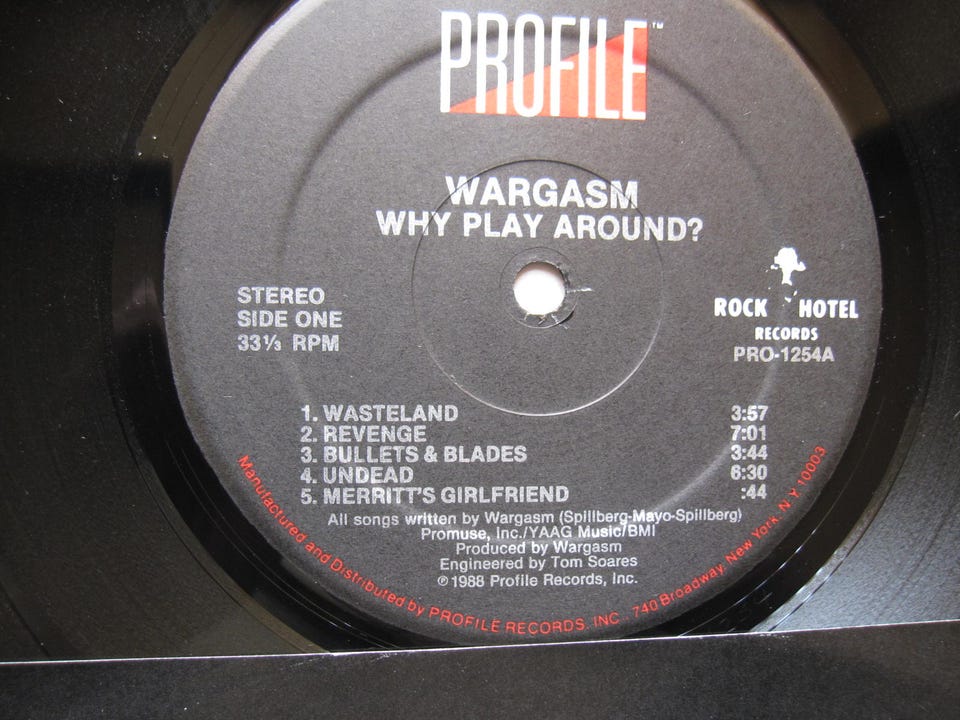 PROFILE™
WARGASM
WHY PLAY AROUND?
STEREO
SIDE ONE
33⅓ RPM
ROCK HOTEL
RECORDS
PRO-1254A
1. WASTELAND 3:57
2. REVENGE 7:01
3. BULLETS & BLADES 3:44
4. UNDEAD 6:30
5. MERRITT'S GIRLFRIEND :44
All songs written by Wargasm (Spillberg-Mayo-Spillberg)
Promuse, Inc./YAAG Music/BMI
Produced by Wargasm
Engineered by Tom Soares
℗1988 Profile Records, Inc.
Manufactured and Distributed by PROFILE RECORDS, INC. 740 Broadway, New York, N.Y. 10003